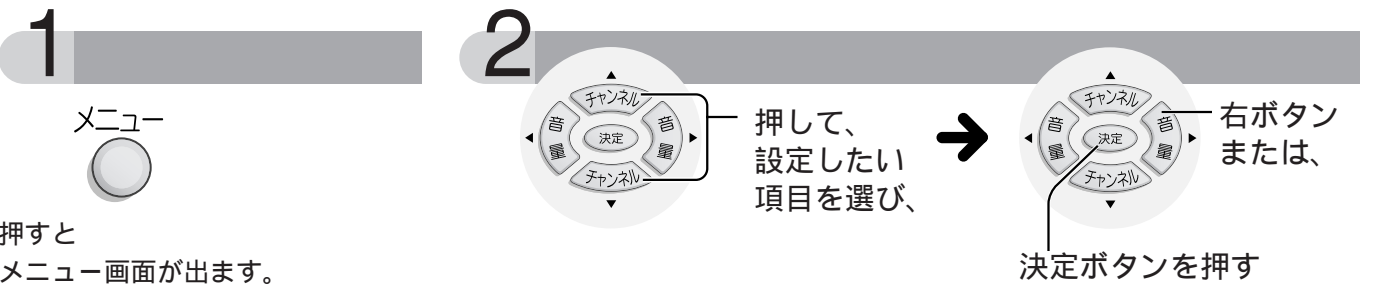 1
メニュー
押すと
メニュー画面が出ます。
2
チャンネル
音量
決定
音量
チャンネル
押して、
設定したい
項目を選び、
チャンネル
音量
決定
音量
チャンネル
右ボタン
または、
決定ボタンを押す